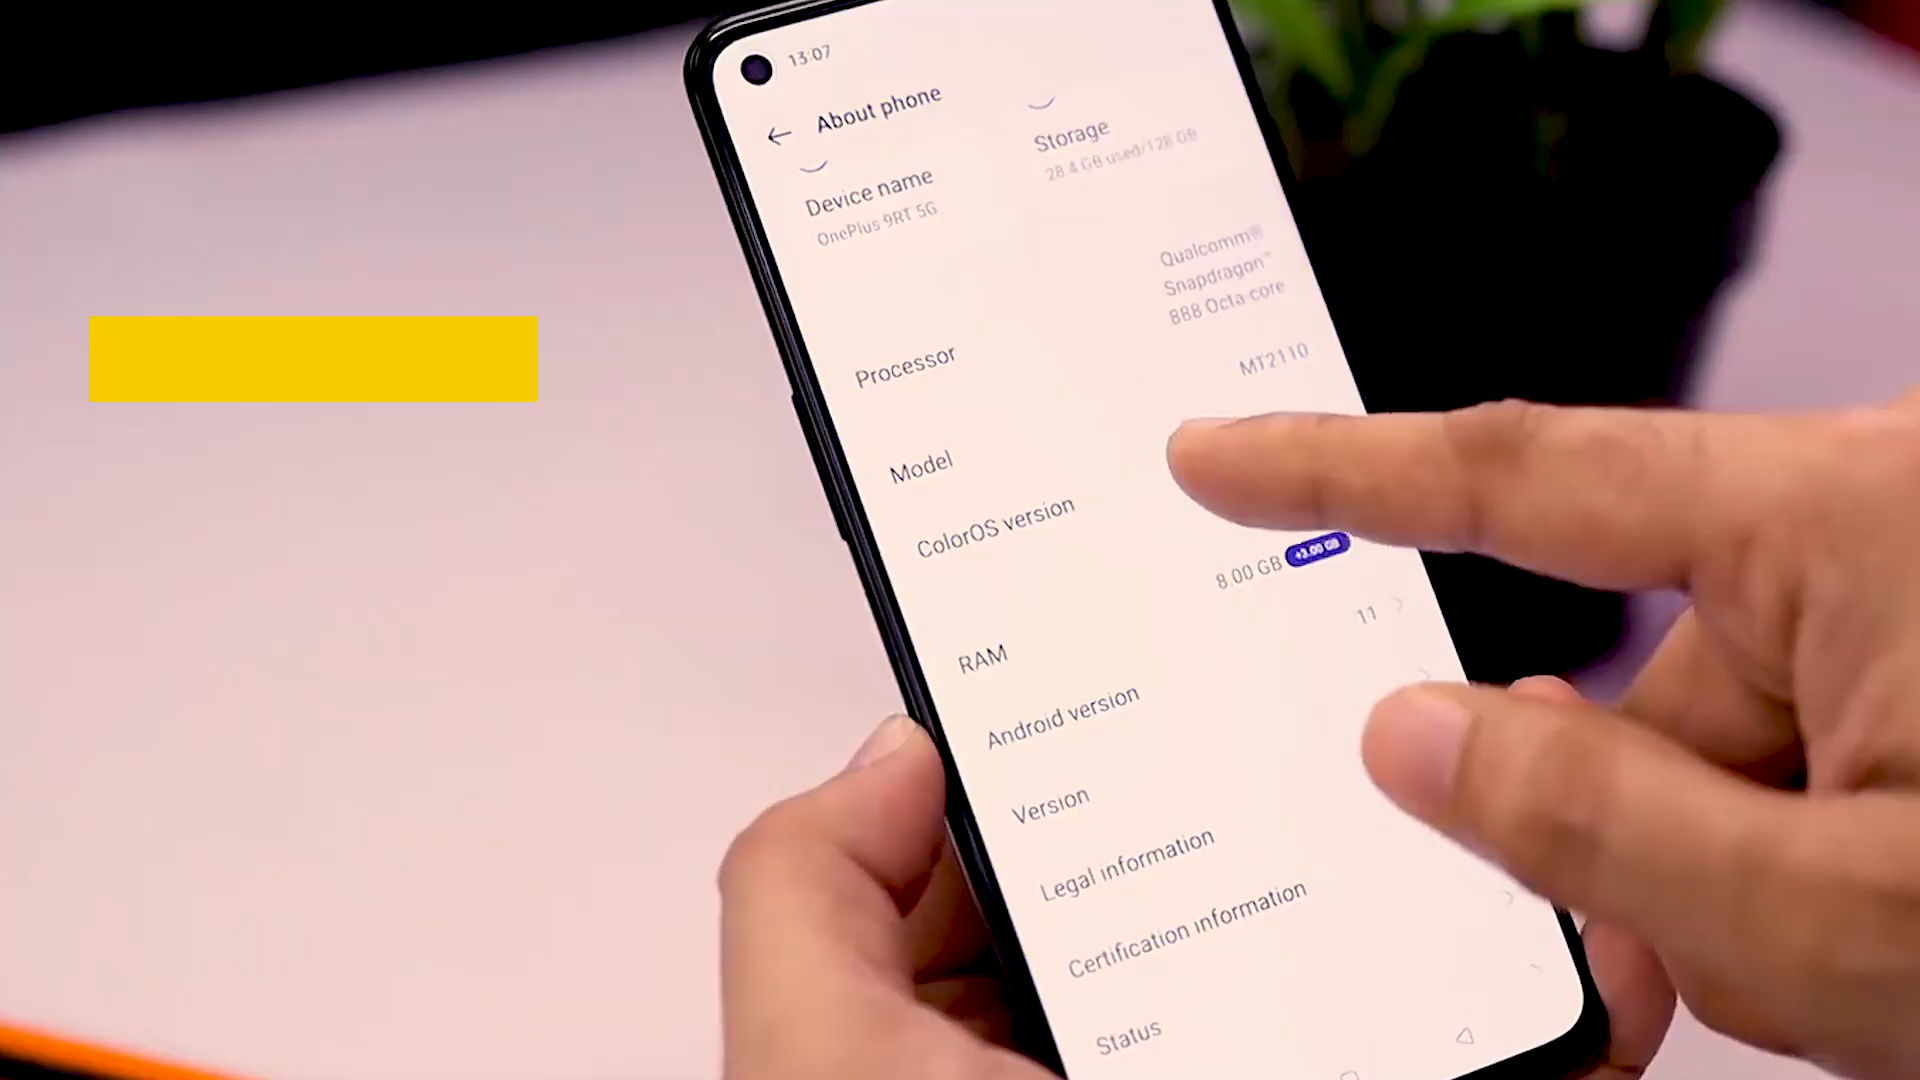 13:07
About phone
Device name
OnePlus 9RT 5G
Storage
28.4 GB used/128 GB
Processor
Qualcomm®
Snapdragon™
888 Octa-core
Model
MT2110
ColorOS version
RAM
8.00 GB +3.00 GB
Android version
11
Version
Legal information
Certification information
Status